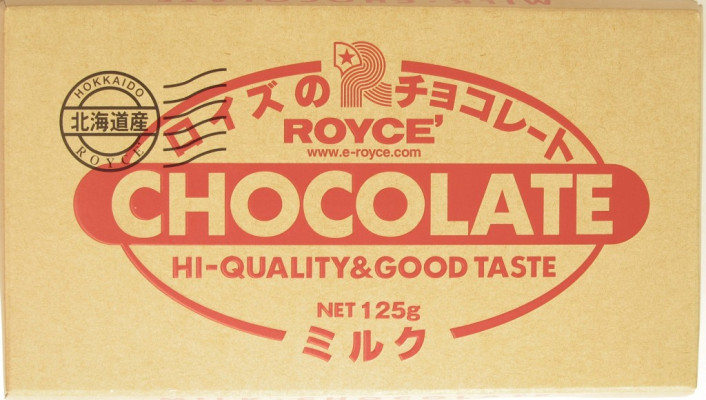 HOKKAIDO
北海道産
ROYCE'
ロイズの
チョコレート
ROYCE'
www.e-royce.com
CHOCOLATE
HI-QUALITY&GOOD TASTE
NET 125g
ミルク